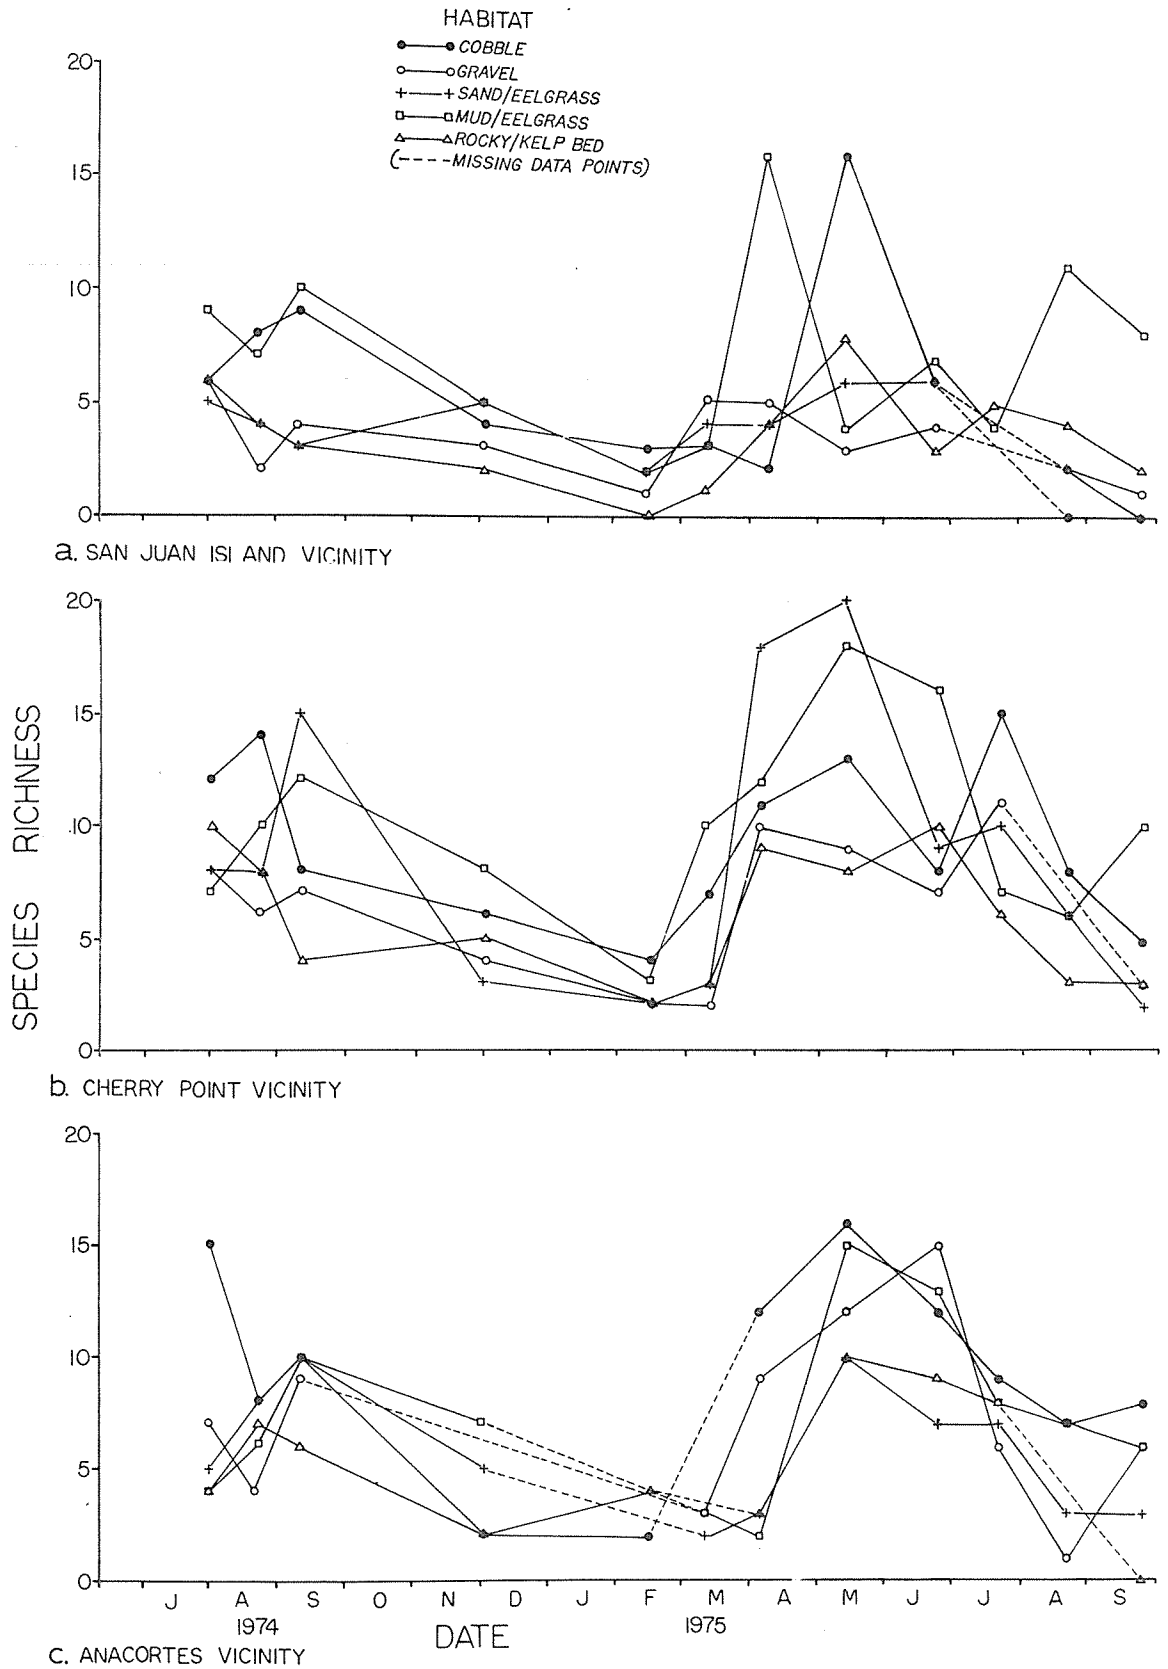 HABITAT
COBBLE
GRAVEL
SAND/EELGRASS
MUD/EELGRASS
ROCKY/KELP BED
(----MISSING DATA POINTS)
20
15
10
5
0
a. SAN JUAN ISI AND VICINITY
20
15
10
5
0
b. CHERRY POINT VICINITY
SPECIES RICHNESS
20
15
10
5
0
J A S O N D J F M A M J J A S
1974 1975
DATE
c. ANACORTES VICINITY